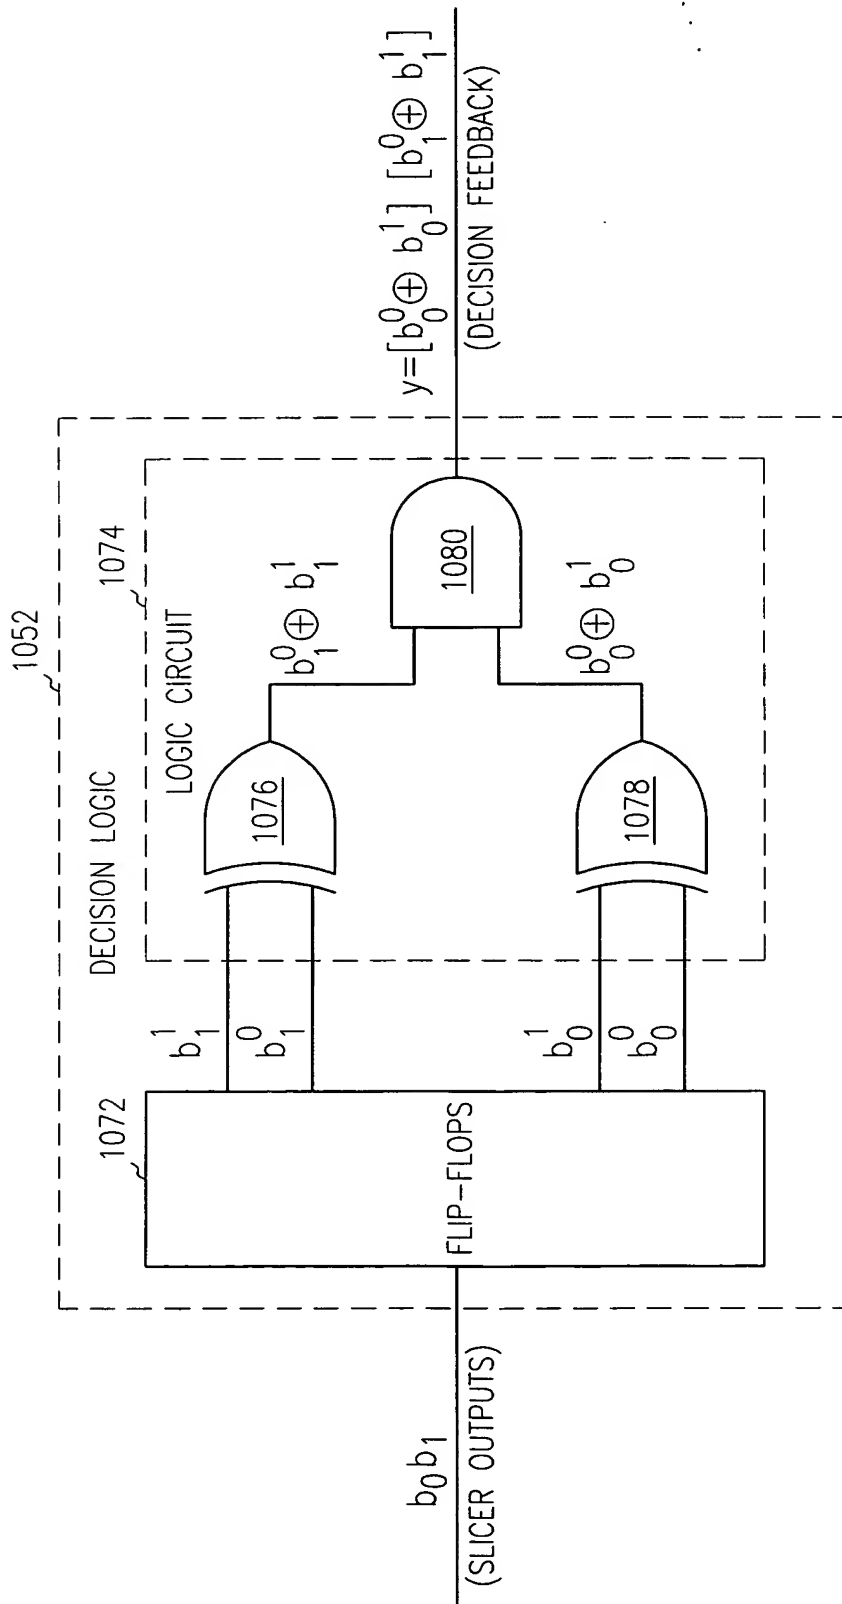 1052
DECISION LOGIC
1072
1074
LOGIC CIRCUIT
b₀b₁
(SLICER OUTPUTS)
FLIP-FLOPS
b₁¹
b₁⁰
1076
b₁⁰⊕ b₁¹
b₀¹
b₀⁰
1078
b₀⁰⊕ b₀¹
1080
y=[b₀⁰⊕ b₀¹] [b₁⁰⊕ b₁¹]
(DECISION FEEDBACK)